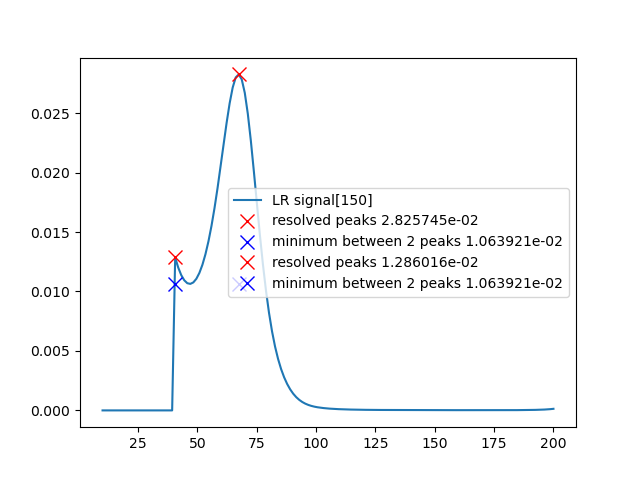 0.025
0.020
0.015
0.010
0.005
0.000
LR signal[150]
resolved peaks 2.825745e-02
minimum between 2 peaks 1.063921e-02
resolved peaks 1.286016e-02
minimum between 2 peaks 1.063921e-02
25 50 75 100 125 150 175 200